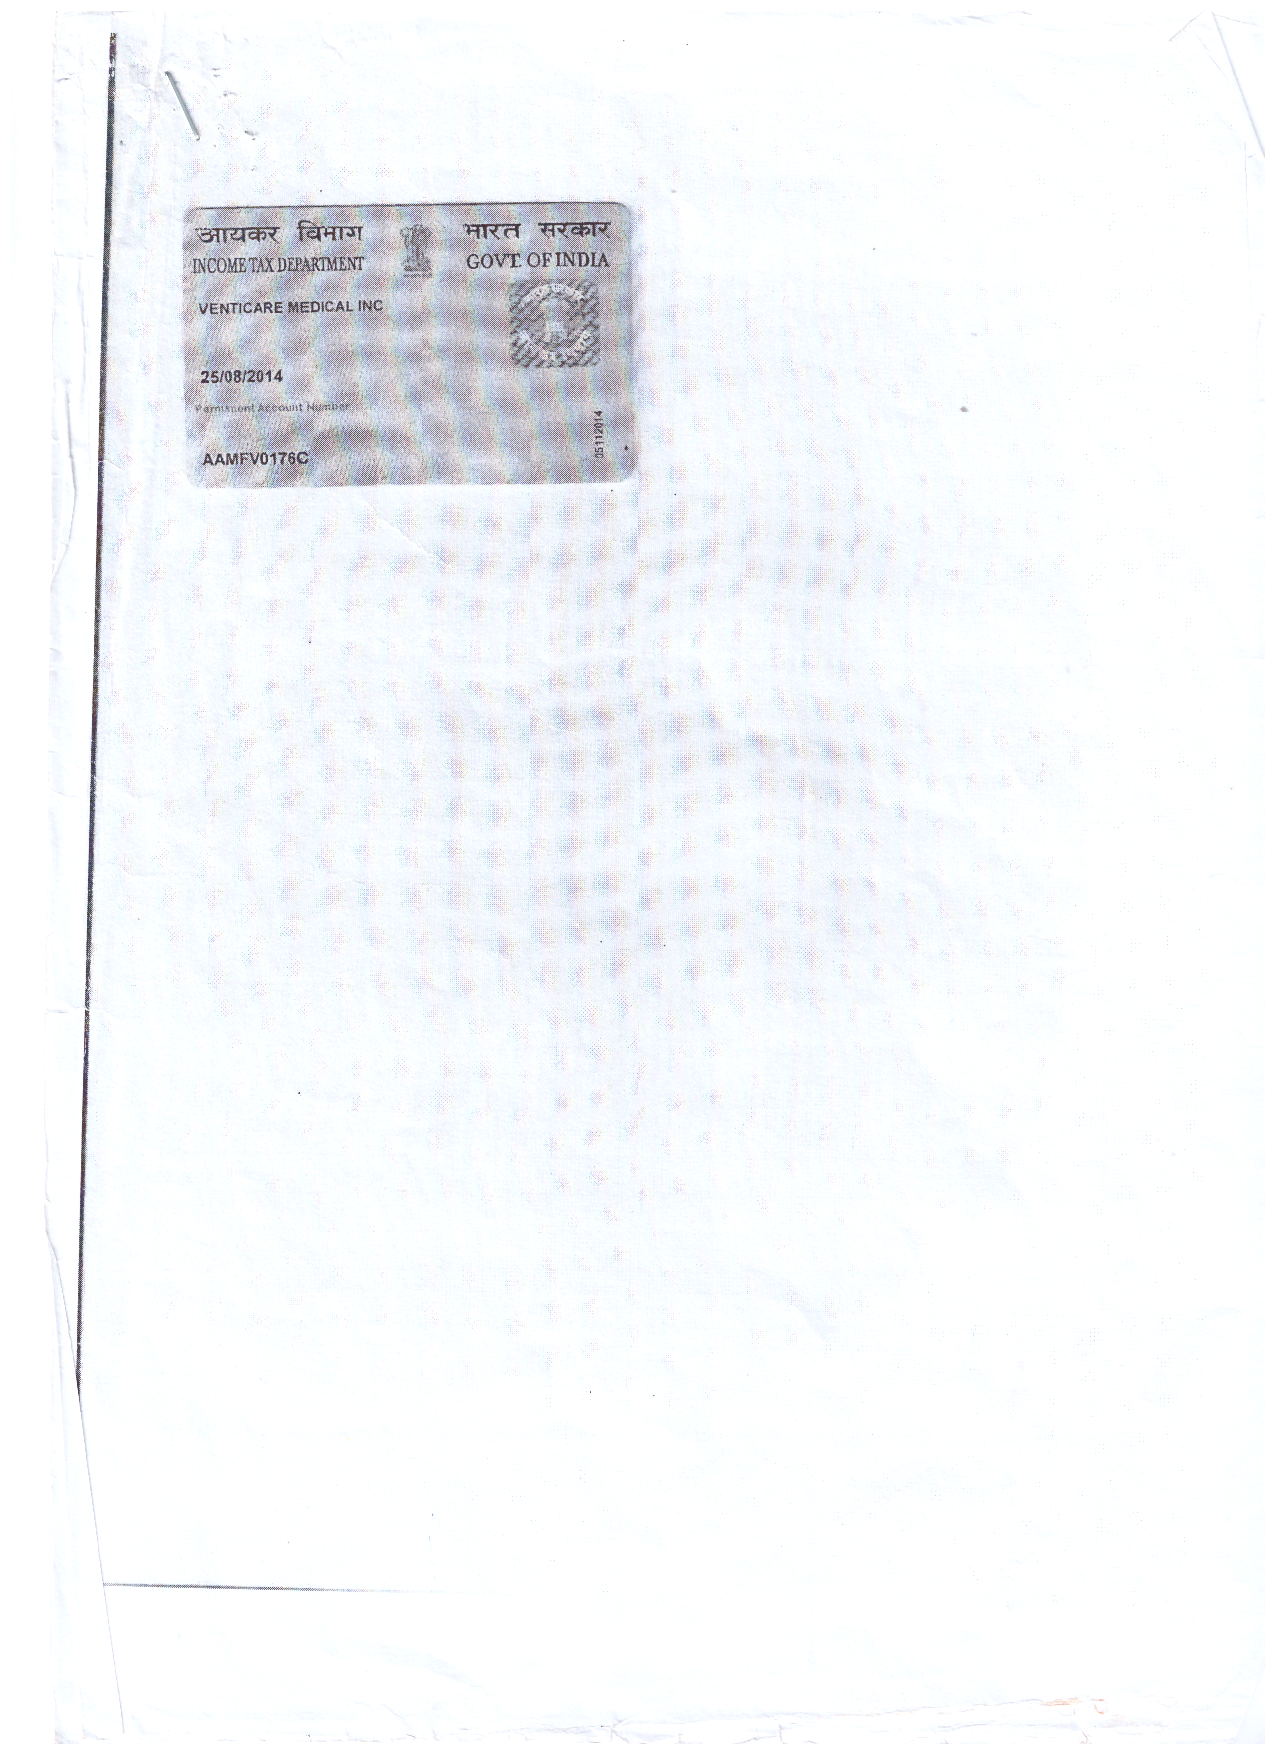 आयकर विभाग
INCOME TAX DEPARTMENT
भारत सरकार
GOVT. OF INDIA
VENTICARE MEDICAL INC
25/08/2014
Permanent Account Number
AAMFV0176C
05112014